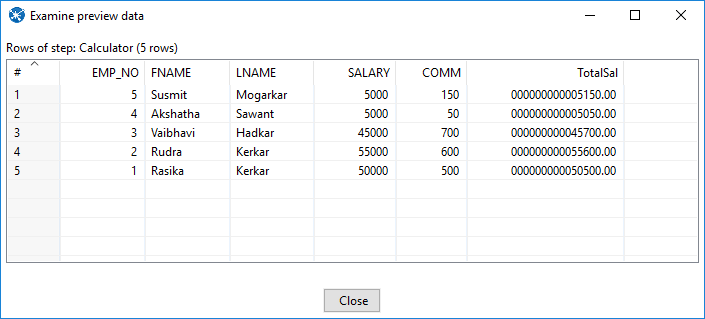 Examine preview data
Rows of step: Calculator (5 rows)
# EMP_NO FNAME LNAME SALARY COMM TotalSal
1 5 Susmit Mogarkar 5000 150 000000000005150.00
2 4 Akshatha Sawant 5000 50 000000000005050.00
3 3 Vaibhavi Hadkar 45000 700 000000000045700.00
4 2 Rudra Kerkar 55000 600 000000000055600.00
5 1 Rasika Kerkar 50000 500 000000000050500.00
Close